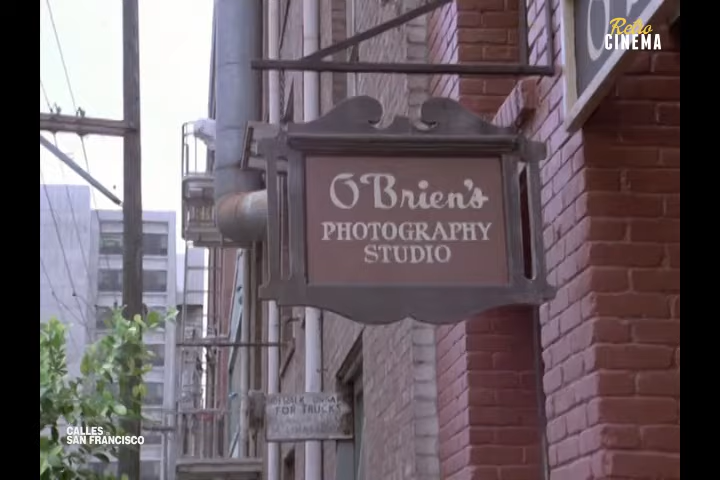 Retro
CINEMA
O'Brien's
PHOTOGRAPHY
STUDIO
FOR TRUCKS
CALLES
SAN FRANCISCO